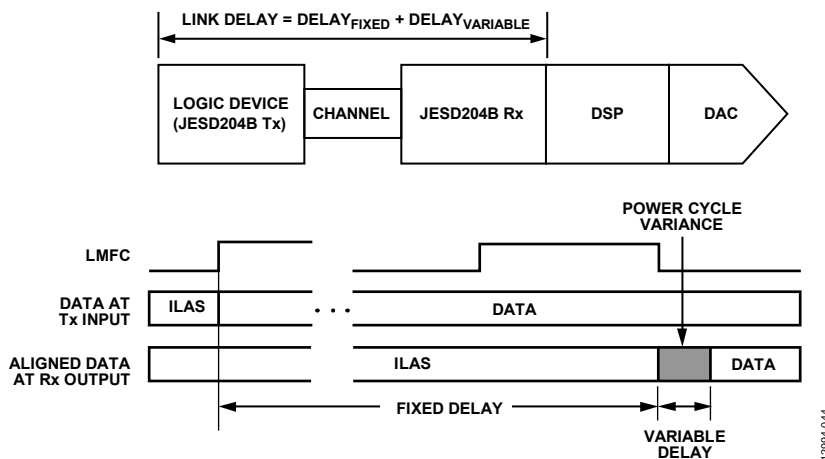 LINK DELAY = DELAYFIXED + DELAYVARIABLE
LOGIC DEVICE
(JESD204B Tx)
CHANNEL
JESD204B Rx
DSP
DAC
POWER CYCLE
VARIANCE
LMFC
DATA AT
Tx INPUT
ILAS
. . .
DATA
ALIGNED DATA
AT Rx OUTPUT
ILAS
DATA
FIXED DELAY
VARIABLE
DELAY